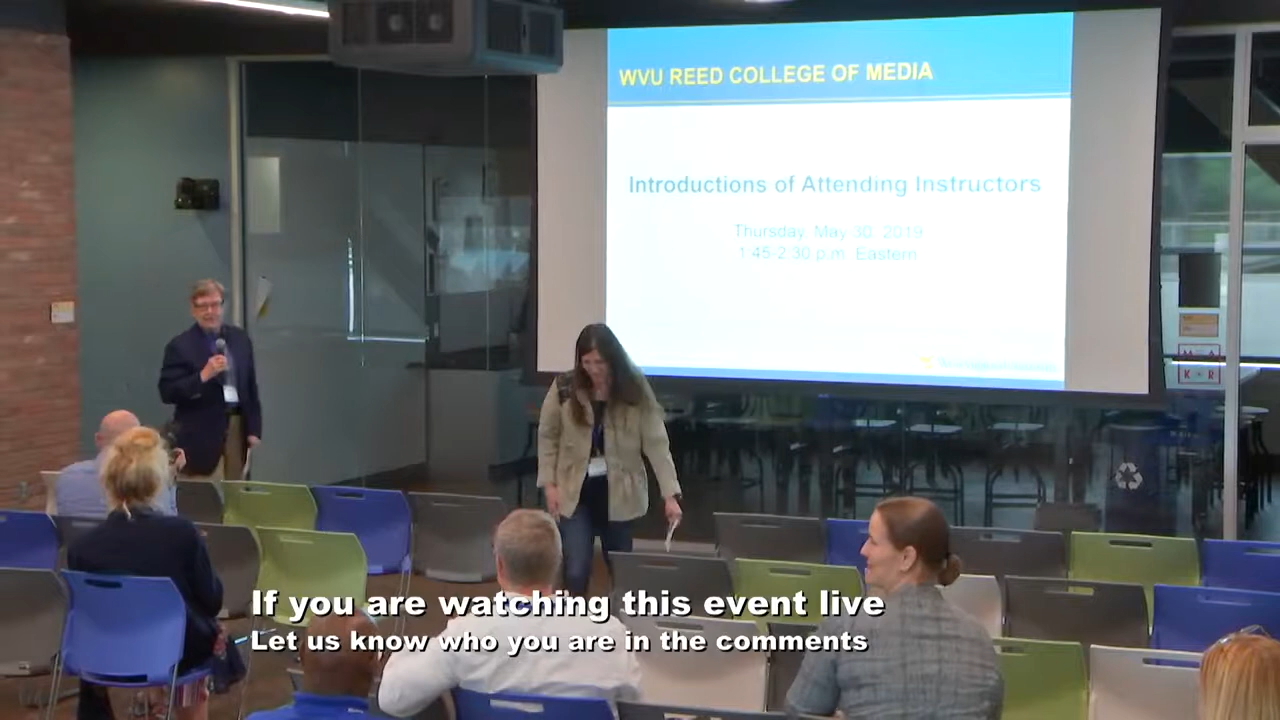 WVU REED COLLEGE OF MEDIA
Introductions of Attending Instructors
Thursday, May 30, 2019
1:45-2:30 p.m. Eastern
If you are watching this event live
Let us know who you are in the comments